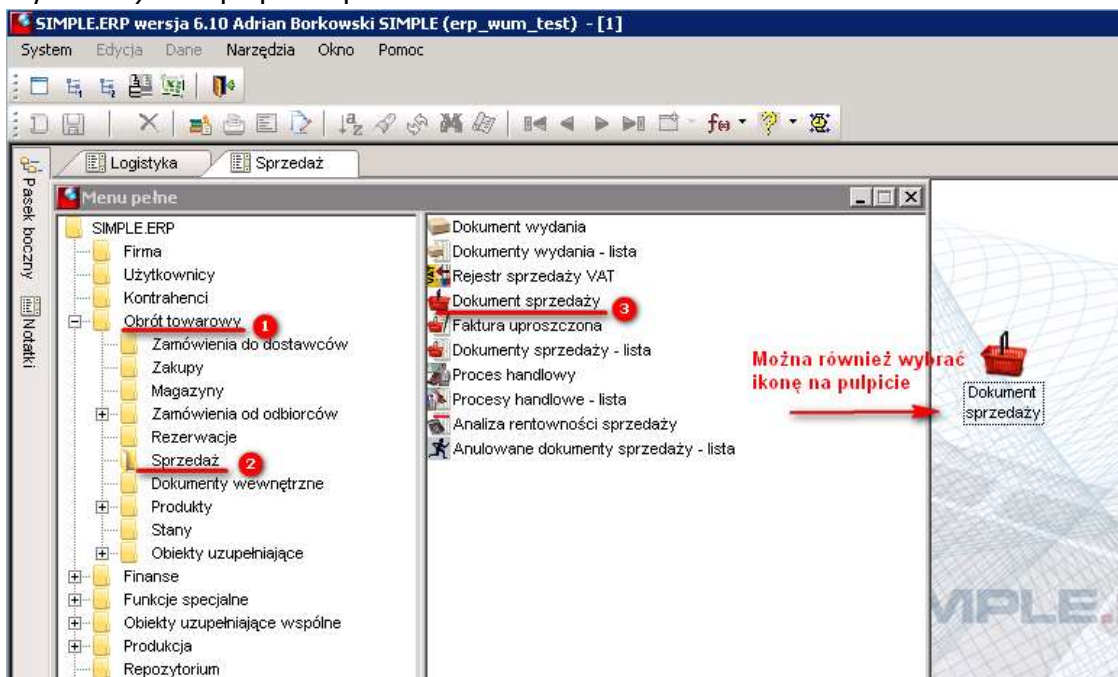 SIMPLE.ERP wersja 6.10 Adrian Borkowski SIMPLE (erp_wum_test) - [1]
System Edycja Dane Narzędzia Okno Pomoc
Logistyka Sprzedaż
Pasek boczny
Notatki
Menu pełne
SIMPLE.ERP
Firma
Użytkownicy
Kontrahenci
Obrót towarowy 1
Zamówienia do dostawców
Zakupy
Magazyny
Zamówienia od odbiorców
Rezerwacje
Sprzedaż 2
Dokumenty wewnętrzne
Produkty
Stany
Obiekty uzupełniające
Finanse
Funkcje specjalne
Obiekty uzupełniające wspólne
Produkcja
Repozytorium
Dokument wydania
Dokumenty wydania - lista
Rejestr sprzedaży VAT
Dokument sprzedaży 3
Faktura uproszczona
Dokumenty sprzedaży - lista
Proces handlowy
Procesy handlowe - lista
Analiza rentowności sprzedaży
Anulowane dokumenty sprzedaży - lista
Można również wybrać
ikonę na pulpicie
Dokument
sprzedaży